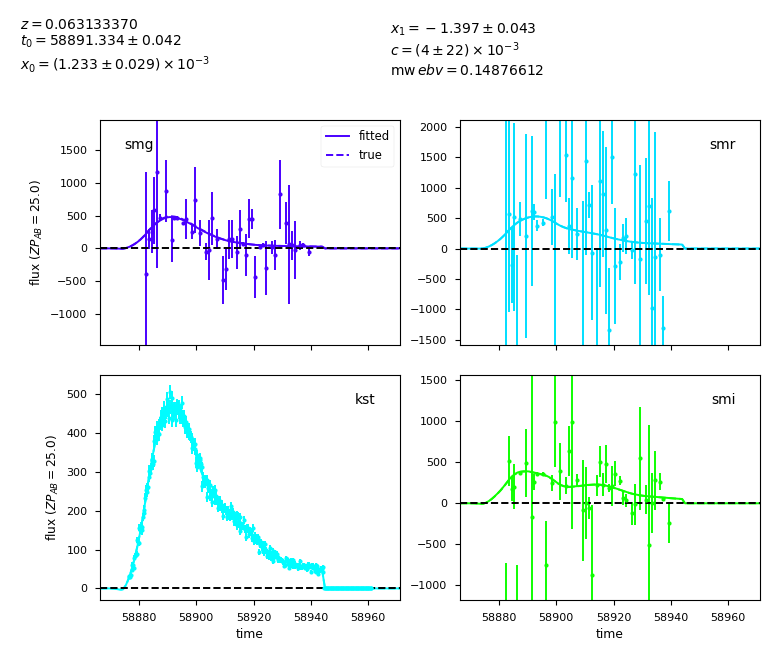 z = 0.063133370
t0 = 58891.334 ± 0.042
x0 = (1.233 ± 0.029) × 10^−3
x1 = −1.397 ± 0.043
c = (4 ± 22) × 10^−3
mw ebv = 0.14876612
smg
fitted
true
1500
1000
500
0
−500
−1000
flux (ZP_AB = 25.0)
smr
2000
1500
1000
500
0
−500
−1000
−1500
kst
500
400
300
200
100
0
flux (ZP_AB = 25.0)
58880 58900 58920 58940 58960
time
smi
1500
1000
500
0
−500
−1000
58880 58900 58920 58940 58960
time